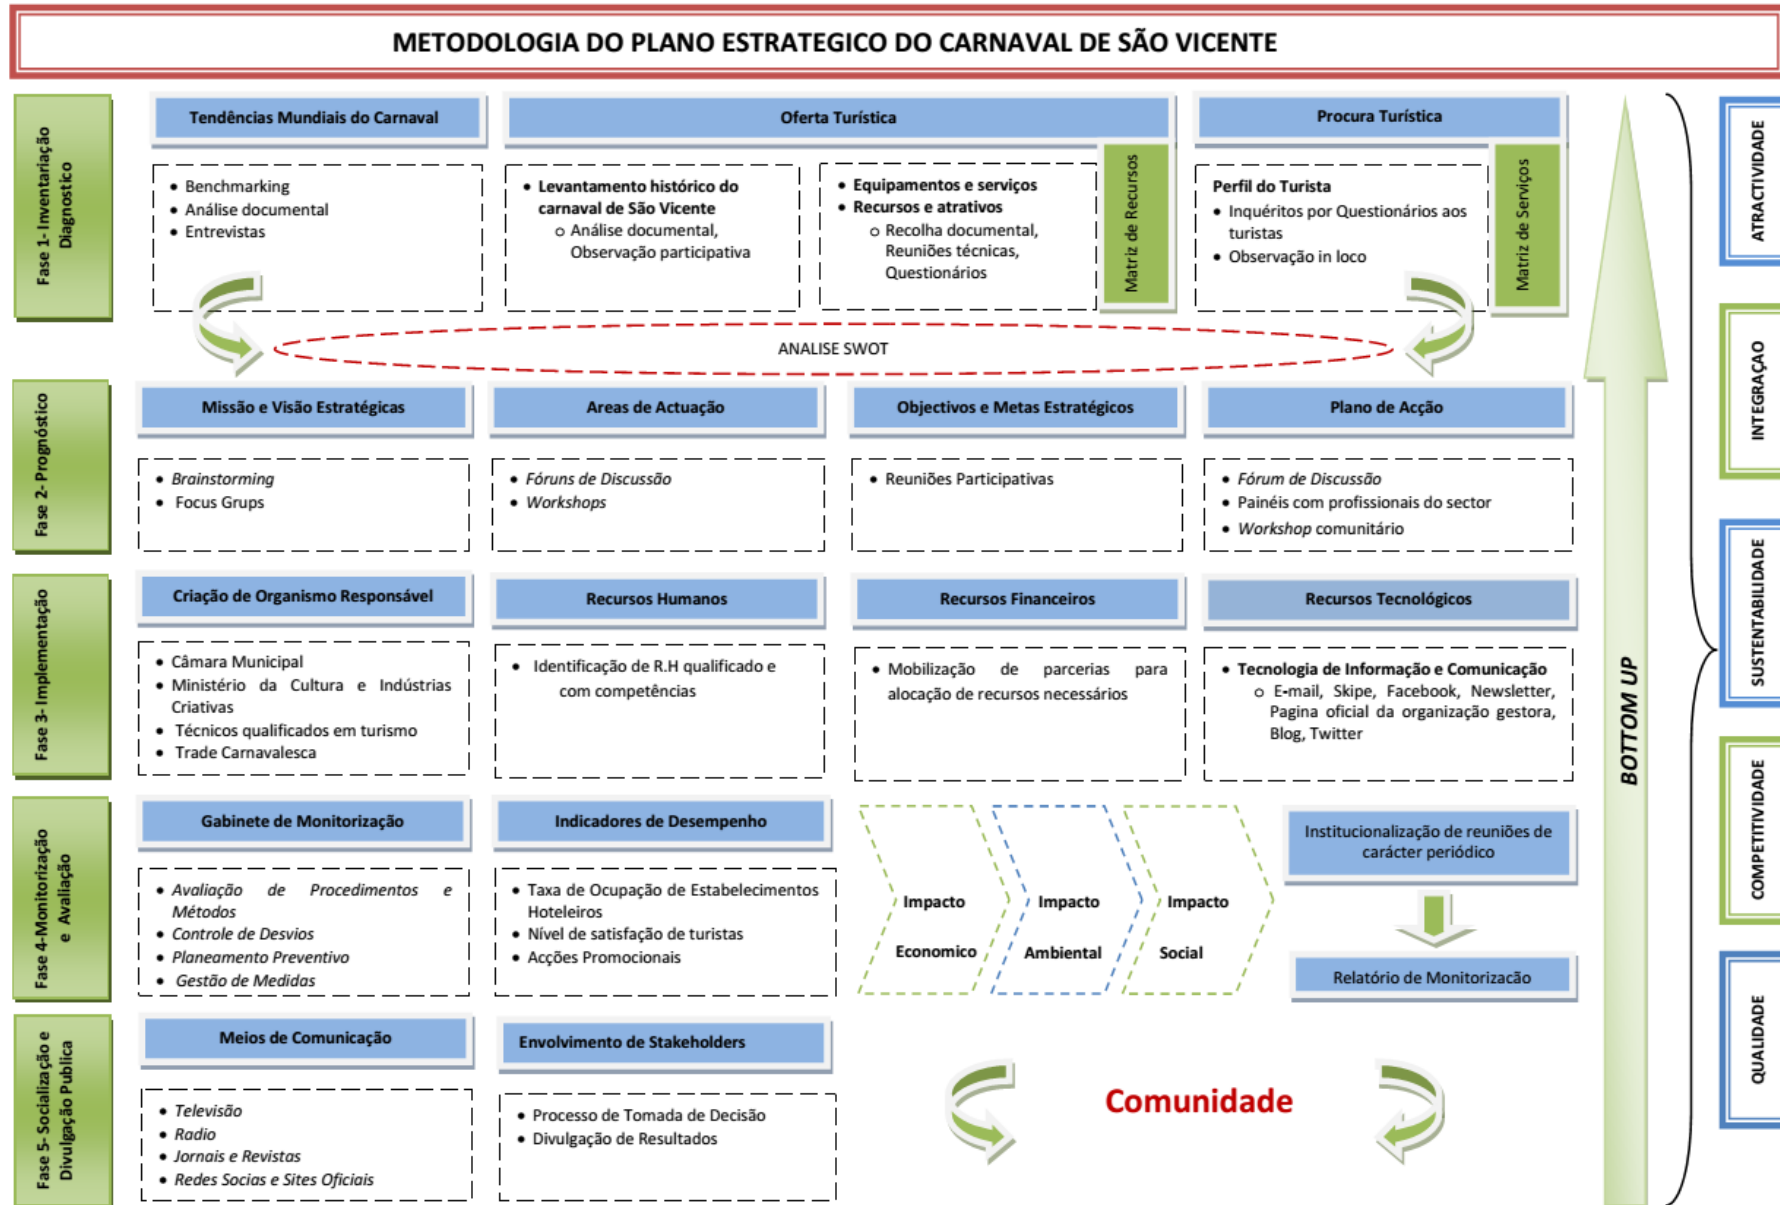 METODOLOGIA DO PLANO ESTRATEGICO DO CARNAVAL DE SÃO VICENTE
Fase 1- Inventariação
Diagnostico
Tendências Mundiais do Carnaval
• Benchmarking
• Análise documental
• Entrevistas
Oferta Turística
• Levantamento histórico do
carnaval de São Vicente
o Análise documental,
Observação participativa
• Equipamentos e serviços
• Recursos e atrativos
o Recolha documental,
Reuniões técnicas,
Questionários
Matriz de Recursos
Procura Turística
Perfil do Turista
• Inquéritos por Questionários aos
turistas
• Observação in loco
Matriz de Serviços
ANALISE SWOT
Fase 2- Prognóstico
Missão e Visão Estratégicas
• Brainstorming
• Focus Grups
Areas de Actuação
• Fóruns de Discussão
• Workshops
Objectivos e Metas Estratégicos
• Reuniões Participativas
Plano de Acção
• Fórum de Discussão
• Painéis com profissionais do sector
• Workshop comunitário
Fase 3- Implementação
Criação de Organismo Responsável
• Câmara Municipal
• Ministério da Cultura e Indústrias
Criativas
• Técnicos qualificados em turismo
• Trade Carnavalesca
Recursos Humanos
• Identificação de R.H qualificado e
com competências
Recursos Financeiros
• Mobilização de parcerias para
alocação de recursos necessários
Recursos Tecnológicos
• Tecnologia de Informação e Comunicação
o E-mail, Skipe, Facebook, Newsletter,
Pagina oficial da organização gestora,
Blog, Twitter
Fase 4-Monitorização
e Avaliação
Gabinete de Monitorização
• Avaliação de Procedimentos e
Métodos
• Controle de Desvios
• Planeamento Preventivo
• Gestão de Medidas
Indicadores de Desempenho
• Taxa de Ocupação de Estabelecimentos
Hoteleiros
• Nível de satisfação de turistas
• Acções Promocionais
Impacto
Economico
Impacto
Ambiental
Impacto
Social
Institucionalização de reuniões de
carácter periódico
Relatório de Monitorizacão
Fase 5- Socialização e
Divulgação Publica
Meios de Comunicação
• Televisão
• Radio
• Jornais e Revistas
• Redes Socias e Sites Oficiais
Envolvimento de Stakeholders
• Processo de Tomada de Decisão
• Divulgação de Resultados
Comunidade
BOTTOM UP
ATRACTIVIDADE
INTEGRAÇAO
SUSTENTABILIDADE
COMPETITIVIDADE
QUALIDADE